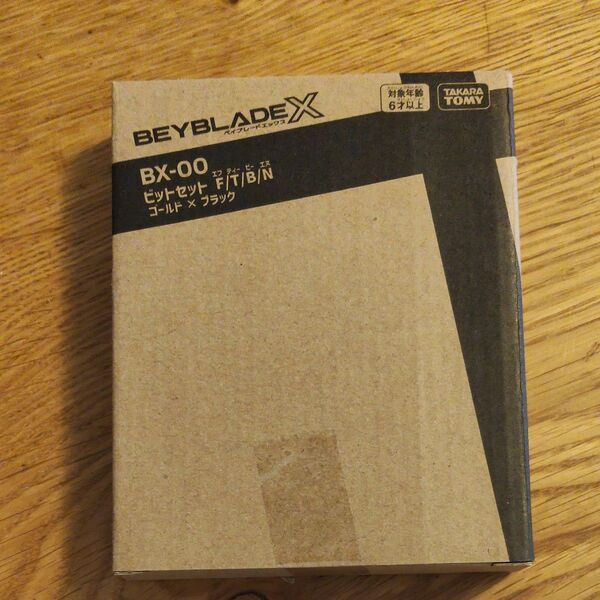 BEYBLADE X
ベイブレードエックス
対象年齢
6才以上
TAKARA
TOMY
BX-00
エフ ティー ビー エヌ
ビットセット F/T/B/N
ゴールド × ブラック